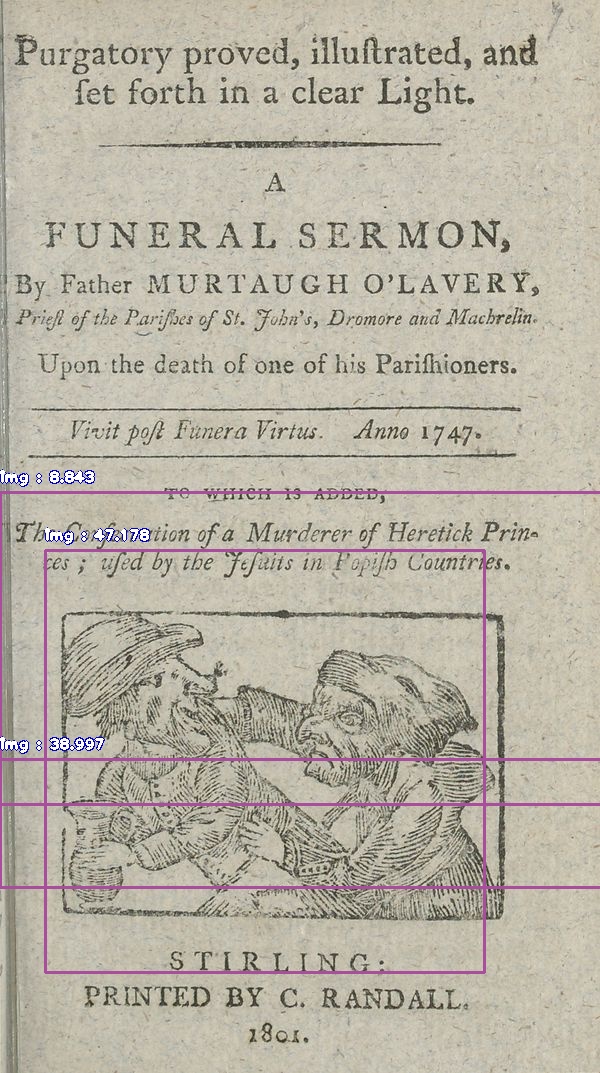 Purgatory proved, illuſtrated, and
ſet forth in a clear Light.
A
FUNERAL SERMON,
By Father MURTAUGH O'LAVERY,
Prieſt of the Pariſhes of St. John's, Dromore and Machrelin.
Upon the death of one of his Pariſhioners.
Vivit poſt Funera Virtus. Anno 1747.
img : 8.843
TO WHICH IS ADDED,
The Conſecration of a Murderer of Heretick Prin-
img : 47.178
ces ; uſed by the Jeſuits in Popiſh Countries.
img : 38.997
STIRLING:
PRINTED BY C. RANDALL.
1801.